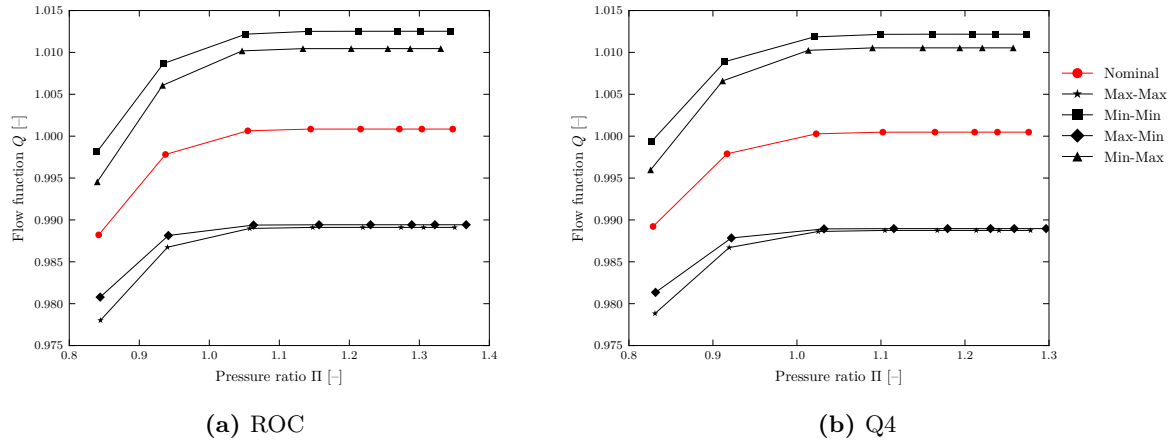 1.015
1.010
1.005
1.000
0.995
0.990
0.985
0.980
0.975
Flow function Q [–]
0.8 0.9 1.0 1.1 1.2 1.3 1.4
Pressure ratio Π [–]
(a) ROC
1.015
1.010
1.005
1.000
0.995
0.990
0.985
0.980
0.975
Flow function Q [–]
0.8 0.9 1.0 1.1 1.2 1.3
Pressure ratio Π [–]
(b) Q4
Nominal
Max-Max
Min-Min
Max-Min
Min-Max